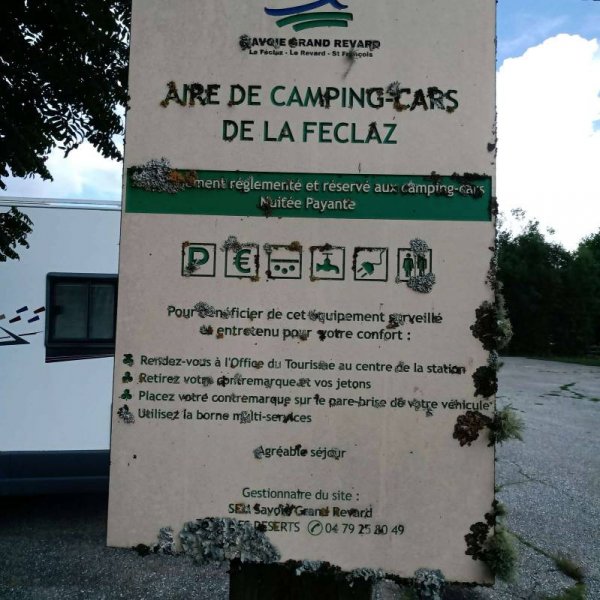 SAVOIE GRAND REVARD
La Féclaz - Le Revard - St François
AIRE DE CAMPING-CARS
DE LA FECLAZ
réglementé et réservé aux camping-cars
Nuitée Payante
P €
Pour bénéficier de cet équipement surveillé
et entretenu pour votre confort :
Rendez-vous à l'Office du Tourisme au centre de la station
Retirez votre contremarque et vos jetons
Placez votre contremarque sur le pare-brise de votre véhicule
Utilisez la borne multi-services
Agréable séjour
Gestionnaire du site :
Savoie Grand Revard
DESERTS 04 79 25 80 49